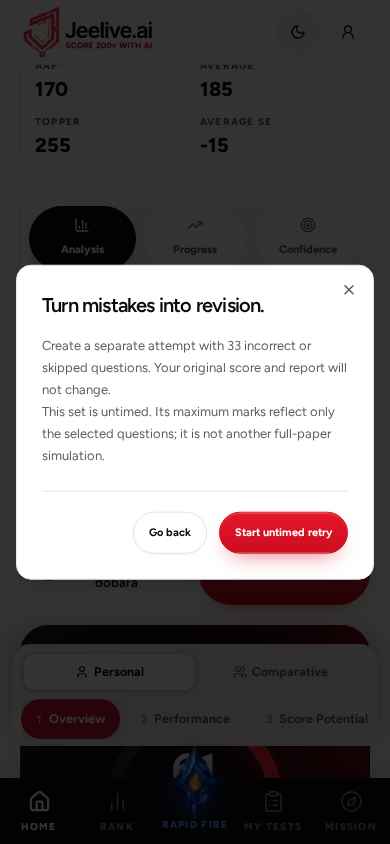 Jeelive.ai
SCORE 200+ WITH AI
AVERAGE
170
185
TOPPER
AVERAGE SE
255
-15
Analysis
Progress
Confidence
Turn mistakes into revision.
Create a separate attempt with 33 incorrect or
skipped questions. Your original score and report will
not change.
This set is untimed. Its maximum marks reflect only
the selected questions; it is not another full-paper
simulation.
Go back
Start untimed retry
dobara
Personal
Comparative
1 Overview
2 Performance
3 Score Potential
HOME
RANK
RAPID FIRE
MY TESTS
MISSION